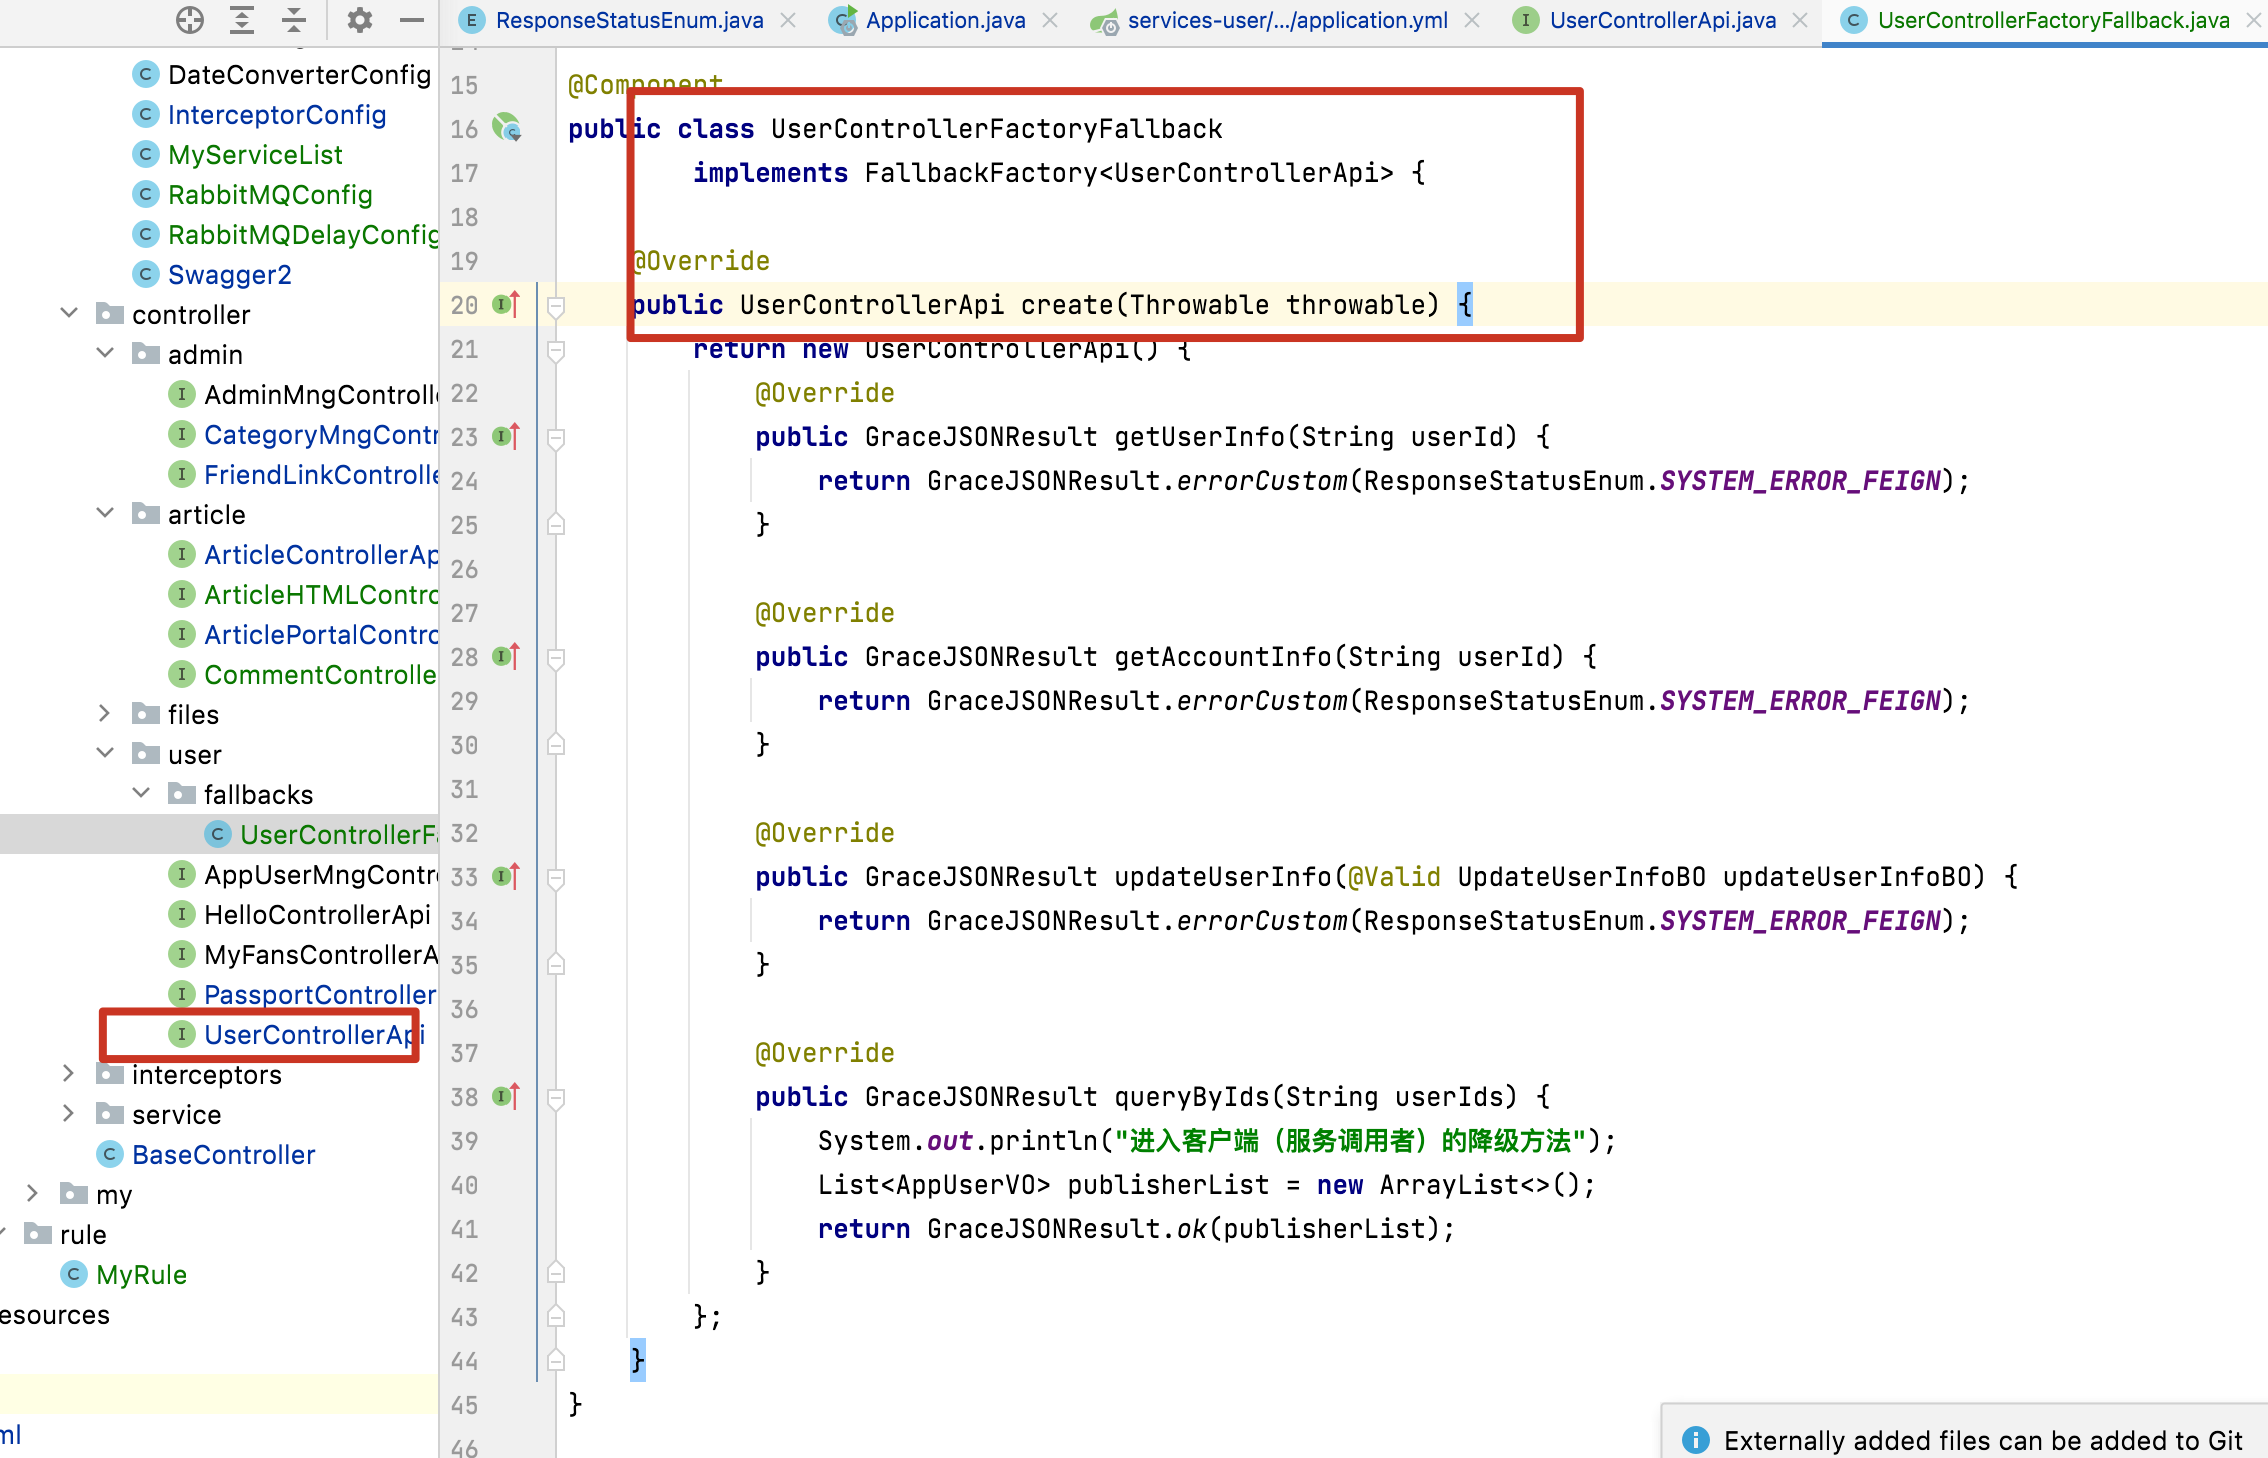 ResponseStatusEnum.java
Application.java
services-user/.../application.yml
UserControllerApi.java
UserControllerFactoryFallback.java
DateConverterConfig
InterceptorConfig
MyServiceList
RabbitMQConfig
RabbitMQDelayConfig
Swagger2
controller
admin
AdminMngControlle
CategoryMngContr
FriendLinkControlle
article
ArticleControllerAp
ArticleHTMLContro
ArticlePortalContro
CommentControlle
files
user
fallbacks
UserControllerFa
AppUserMngContro
HelloControllerApi
MyFansControllerA
PassportController
UserControllerApi
interceptors
service
BaseController
my
rule
MyRule
esources
ml
15 @Component
16 public class UserControllerFactoryFallback
17 implements FallbackFactory<UserControllerApi> {
18
19 @Override
20 public UserControllerApi create(Throwable throwable) {
21 return new UserControllerApi() {
22 @Override
23 public GraceJSONResult getUserInfo(String userId) {
24 return GraceJSONResult.errorCustom(ResponseStatusEnum.SYSTEM_ERROR_FEIGN);
25 }
26
27 @Override
28 public GraceJSONResult getAccountInfo(String userId) {
29 return GraceJSONResult.errorCustom(ResponseStatusEnum.SYSTEM_ERROR_FEIGN);
30 }
31
32 @Override
33 public GraceJSONResult updateUserInfo(@Valid UpdateUserInfoBO updateUserInfoBO) {
34 return GraceJSONResult.errorCustom(ResponseStatusEnum.SYSTEM_ERROR_FEIGN);
35 }
36
37 @Override
38 public GraceJSONResult queryByIds(String userIds) {
39 System.out.println("进入客户端（服务调用者）的降级方法");
40 List<AppUserVO> publisherList = new ArrayList<>();
41 return GraceJSONResult.ok(publisherList);
42 }
43 };
44 }
45 }
46
Externally added files can be added to Git